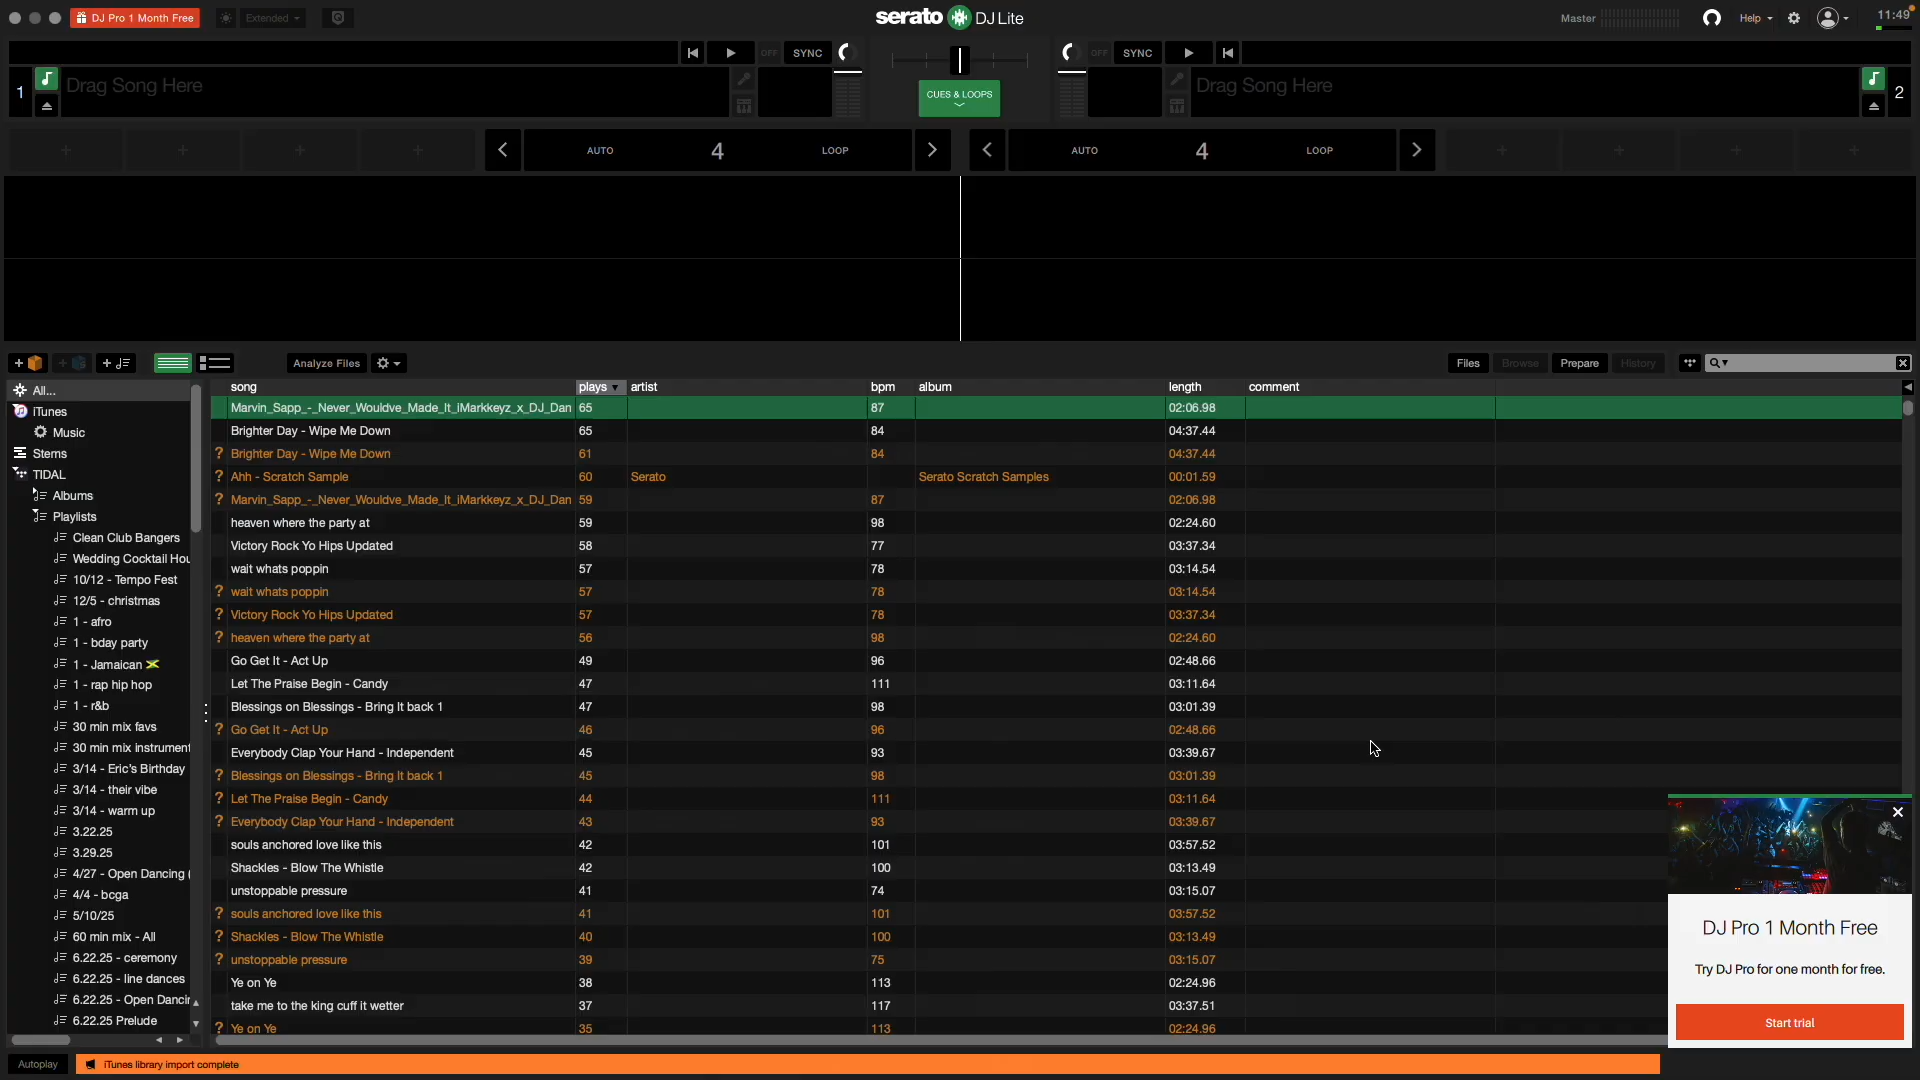 DJ Pro 1 Month Free
Extended
serato DJ Lite
Master
Help
11:49
OFF
SYNC
OFF
SYNC
1
Drag Song Here
CUES & LOOPS
Drag Song Here
2
AUTO 4 LOOP
AUTO 4 LOOP
Analyze Files
Files
Browse
Prepare
History
All...
iTunes
Music
Stems
TIDAL
Albums
Playlists
Clean Club Bangers
Wedding Cocktail Hou
10/12 - Tempo Fest
12/5 - christmas
1 - afro
1 - bday party
1 - Jamaican
1 - rap hip hop
1 - r&b
30 min mix favs
30 min mix instrument
3/14 - Eric's Birthday
3/14 - their vibe
3/14 - warm up
3.22.25
3.29.25
4/27 - Open Dancing (
4/4 - bcga
5/10/25
60 min mix - All
6.22.25 - ceremony
6.22.25 - line dances
6.22.25 - Open Dancin
6.22.25 Prelude
song plays artist bpm album length comment
Marvin_Sapp_-_Never_Wouldve_Made_It_iMarkkeyz_x_DJ_Dan 65 87 02:06.98
Brighter Day - Wipe Me Down 65 84 04:37.44
? Brighter Day - Wipe Me Down 61 84 04:37.44
? Ahh - Scratch Sample 60 Serato Serato Scratch Samples 00:01.59
? Marvin_Sapp_-_Never_Wouldve_Made_It_iMarkkeyz_x_DJ_Dan 59 87 02:06.98
heaven where the party at 59 98 02:24.60
Victory Rock Yo Hips Updated 58 77 03:37.34
wait whats poppin 57 78 03:14.54
? wait whats poppin 57 78 03:14.54
? Victory Rock Yo Hips Updated 57 78 03:37.34
? heaven where the party at 56 98 02:24.60
Go Get It - Act Up 49 96 02:48.66
Let The Praise Begin - Candy 47 111 03:11.64
Blessings on Blessings - Bring It back 1 47 98 03:01.39
? Go Get It - Act Up 46 96 02:48.66
Everybody Clap Your Hand - Independent 45 93 03:39.67
? Blessings on Blessings - Bring It back 1 45 98 03:01.39
? Let The Praise Begin - Candy 44 111 03:11.64
? Everybody Clap Your Hand - Independent 43 93 03:39.67
souls anchored love like this 42 101 03:57.52
Shackles - Blow The Whistle 42 100 03:13.49
unstoppable pressure 41 74 03:15.07
? souls anchored love like this 41 101 03:57.52
? Shackles - Blow The Whistle 40 100 03:13.49
? unstoppable pressure 39 75 03:15.07
Ye on Ye 38 113 02:24.96
take me to the king cuff it wetter 37 117 03:37.51
? Ye on Ye 35 113 02:24.96
DJ Pro 1 Month Free
Try DJ Pro for one month for free.
Start trial
Autoplay
iTunes library import complete